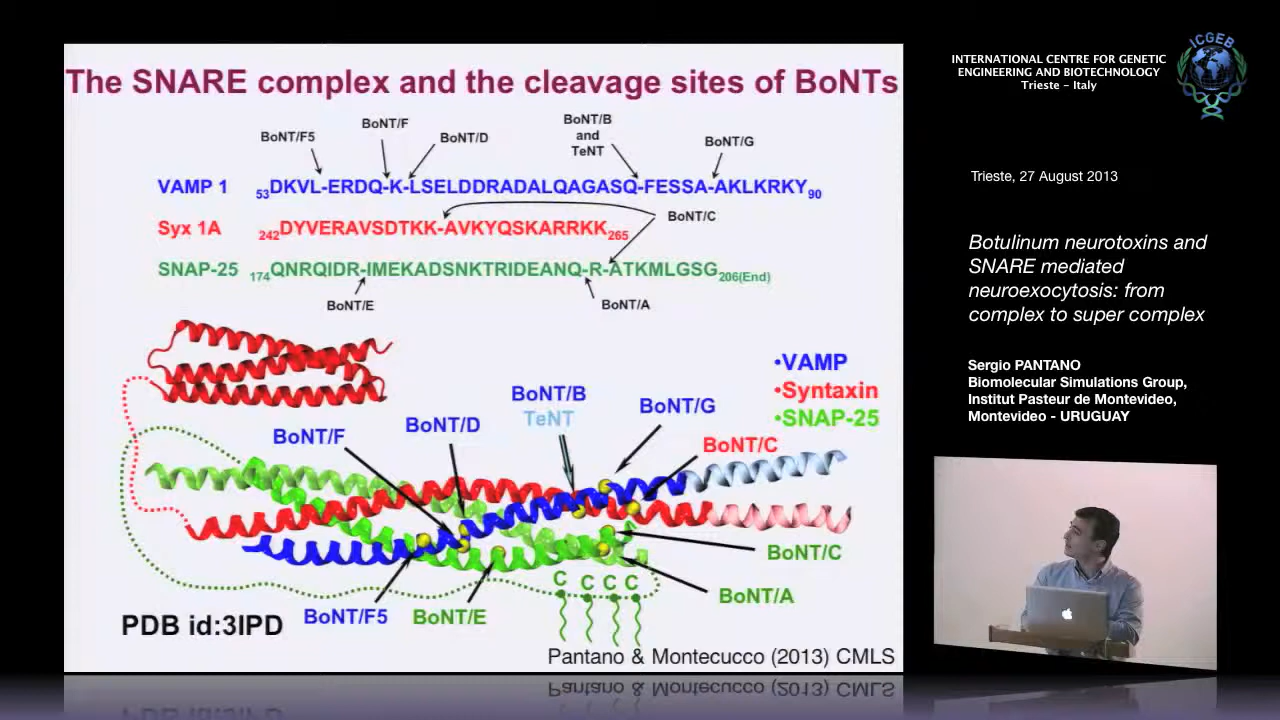 The SNARE complex and the cleavage sites of BoNTs
BoNT/F5
BoNT/F
BoNT/D
BoNT/B
and
TeNT
BoNT/G
VAMP 1 53DKVL-ERDQ-K-LSELDDRADALQAGASQ-FESSA-AKLKRKY90
BoNT/C
Syx 1A 242DYVERAVSDTKK-AVKYQSKARRKK265
SNAP-25 174QNRQIDR-IMEKADSNKTRIDEANQ-R-ATKMLGSG206(End)
BoNT/E
BoNT/A
•VAMP
•Syntaxin
•SNAP-25
BoNT/F
BoNT/D
BoNT/B
TeNT
BoNT/G
BoNT/C
BoNT/C
BoNT/A
C C C C
BoNT/F5
BoNT/E
PDB id:3IPD
Pantano & Montecucco (2013) CMLS
Pantano & Montecucco (2013) CMLS
INTERNATIONAL CENTRE FOR GENETIC
ENGINEERING AND BIOTECHNOLOGY
Trieste - Italy
ICGEB
Trieste, 27 August 2013
Botulinum neurotoxins and
SNARE mediated
neuroexocytosis: from
complex to super complex
Sergio PANTANO
Biomolecular Simulations Group,
Institut Pasteur de Montevideo,
Montevideo - URUGUAY